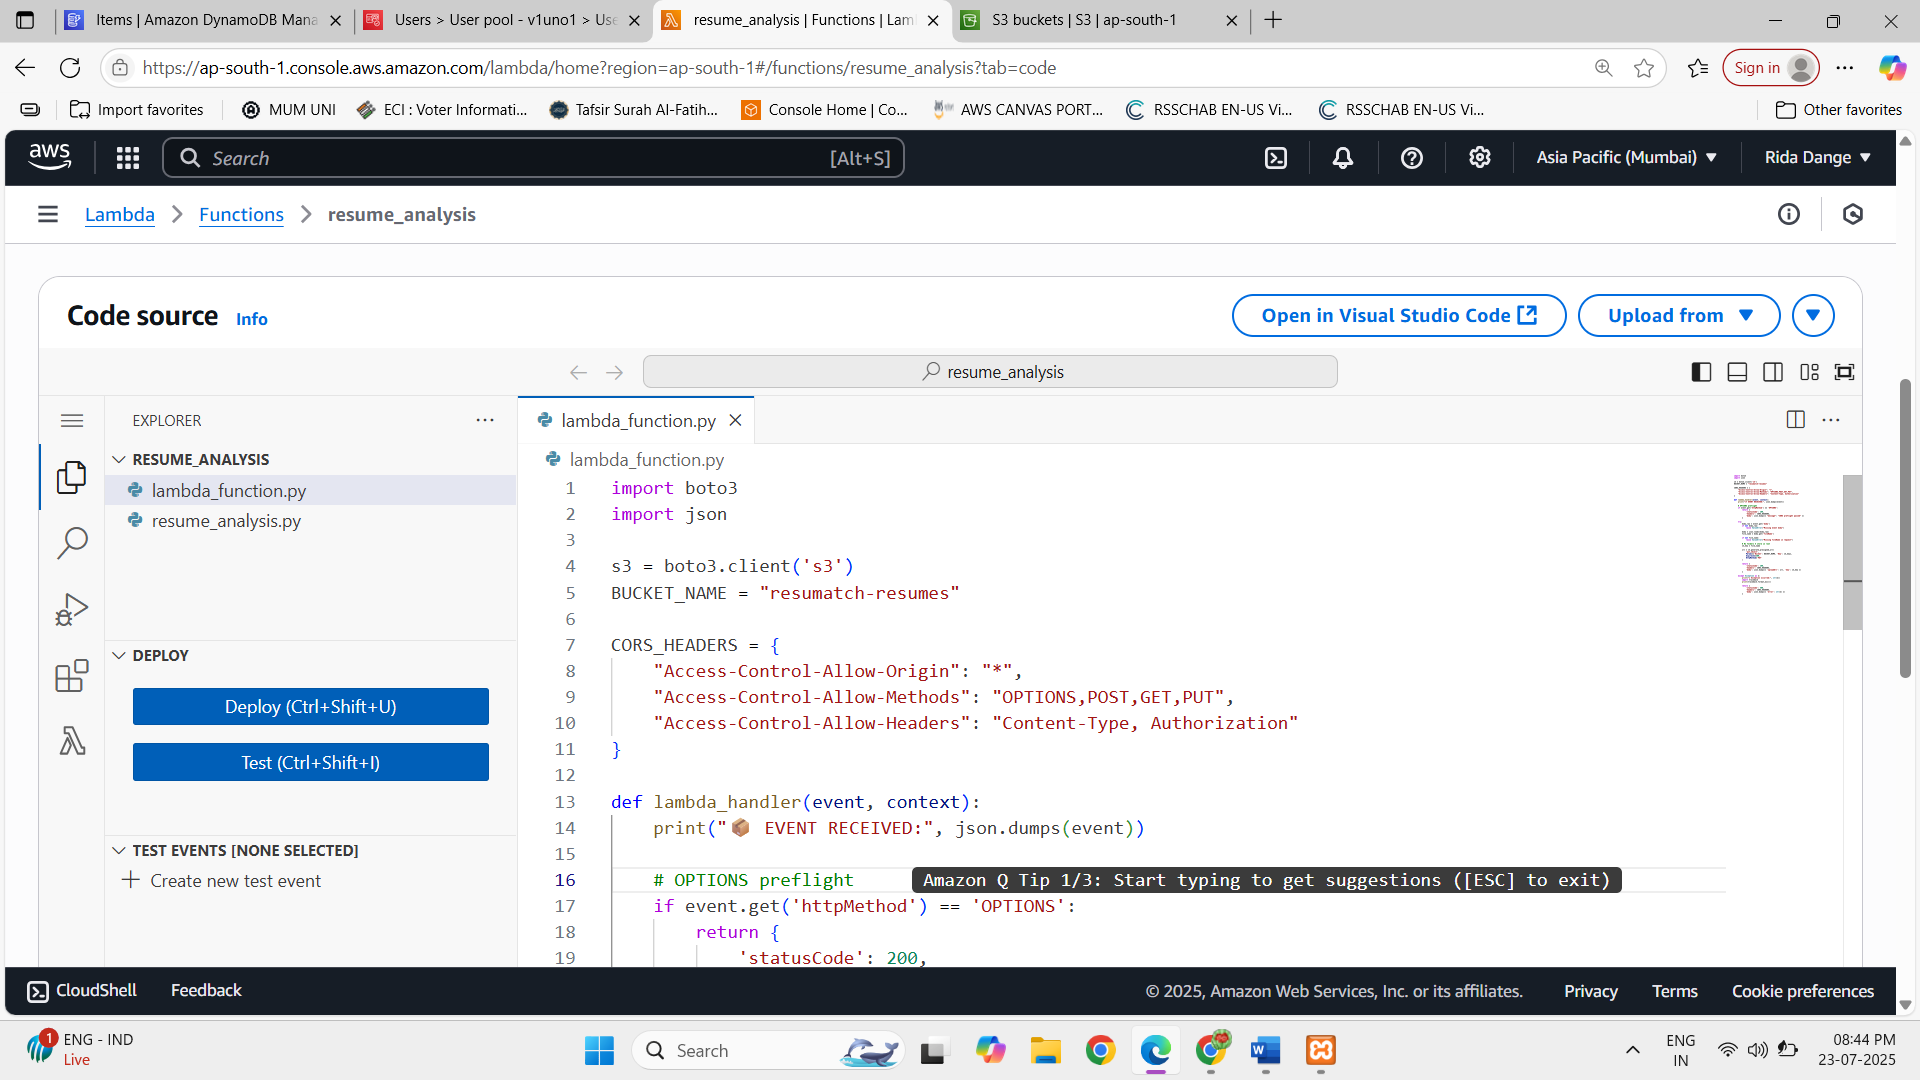 Items | Amazon DynamoDB Mana
Users > User pool - v1uno1 > Use
resume_analysis | Functions | Lam
S3 buckets | S3 | ap-south-1
https://ap-south-1.console.aws.amazon.com/lambda/home?region=ap-south-1#/functions/resume_analysis?tab=code
Sign in
Import favorites
MUM UNI
ECI : Voter Informati...
Tafsir Surah Al-Fatih...
Console Home | Co...
AWS CANVAS PORT...
RSSCHAB EN-US Vi...
RSSCHAB EN-US Vi...
Other favorites
aws
Search
[Alt+S]
Asia Pacific (Mumbai)
Rida Dange
Lambda > Functions > resume_analysis
Code source Info
Open in Visual Studio Code
Upload from
resume_analysis
EXPLORER
RESUME_ANALYSIS
lambda_function.py
resume_analysis.py
DEPLOY
Deploy (Ctrl+Shift+U)
Test (Ctrl+Shift+I)
TEST EVENTS [NONE SELECTED]
Create new test event
lambda_function.py
lambda_function.py
1 import boto3
2 import json
3
4 s3 = boto3.client('s3')
5 BUCKET_NAME = "resumatch-resumes"
6
7 CORS_HEADERS = {
8 "Access-Control-Allow-Origin": "*",
9 "Access-Control-Allow-Methods": "OPTIONS,POST,GET,PUT",
10 "Access-Control-Allow-Headers": "Content-Type, Authorization"
11 }
12
13 def lambda_handler(event, context):
14 print("📦 EVENT RECEIVED:", json.dumps(event))
15
16 # OPTIONS preflight Amazon Q Tip 1/3: Start typing to get suggestions ([ESC] to exit)
17 if event.get('httpMethod') == 'OPTIONS':
18 return {
19 'statusCode': 200,
CloudShell
Feedback
© 2025, Amazon Web Services, Inc. or its affiliates.
Privacy
Terms
Cookie preferences
1
ENG - IND
Live
Search
ENG
IN
08:44 PM
23-07-2025